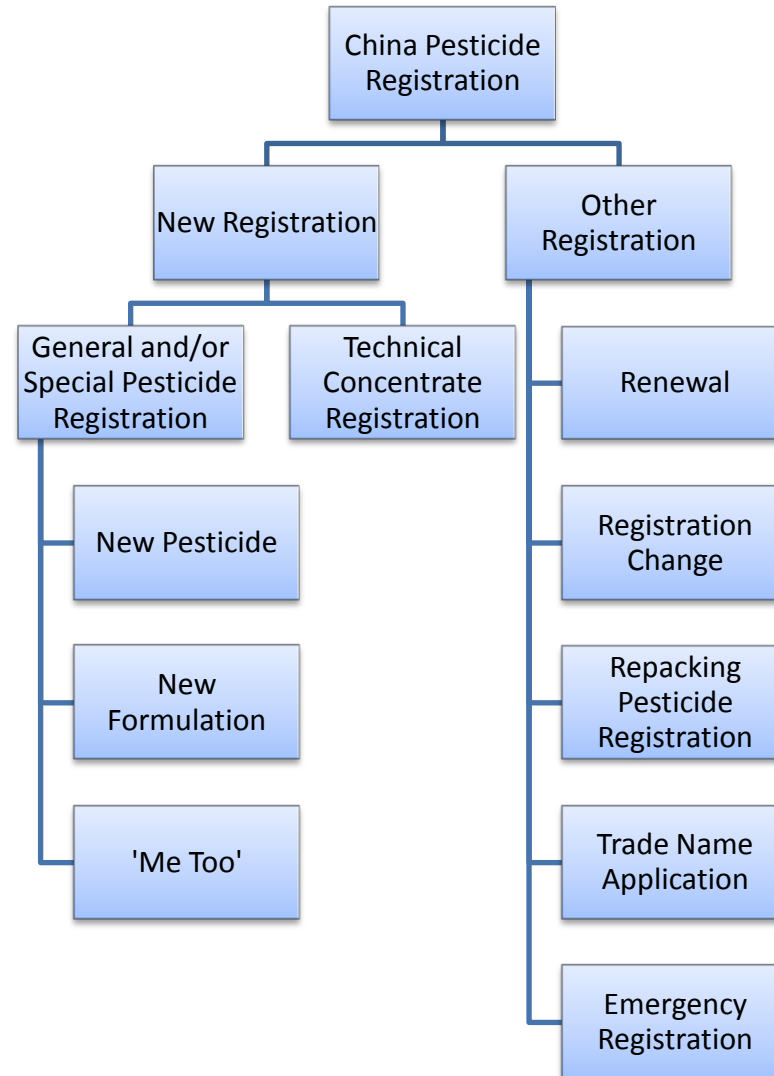 China Pesticide
Registration
New Registration
Other
Registration
General and/or
Special Pesticide
Registration
Technical
Concentrate
Registration
New Pesticide
New
Formulation
'Me Too'
Renewal
Registration
Change
Repacking
Pesticide
Registration
Trade Name
Application
Emergency
Registration